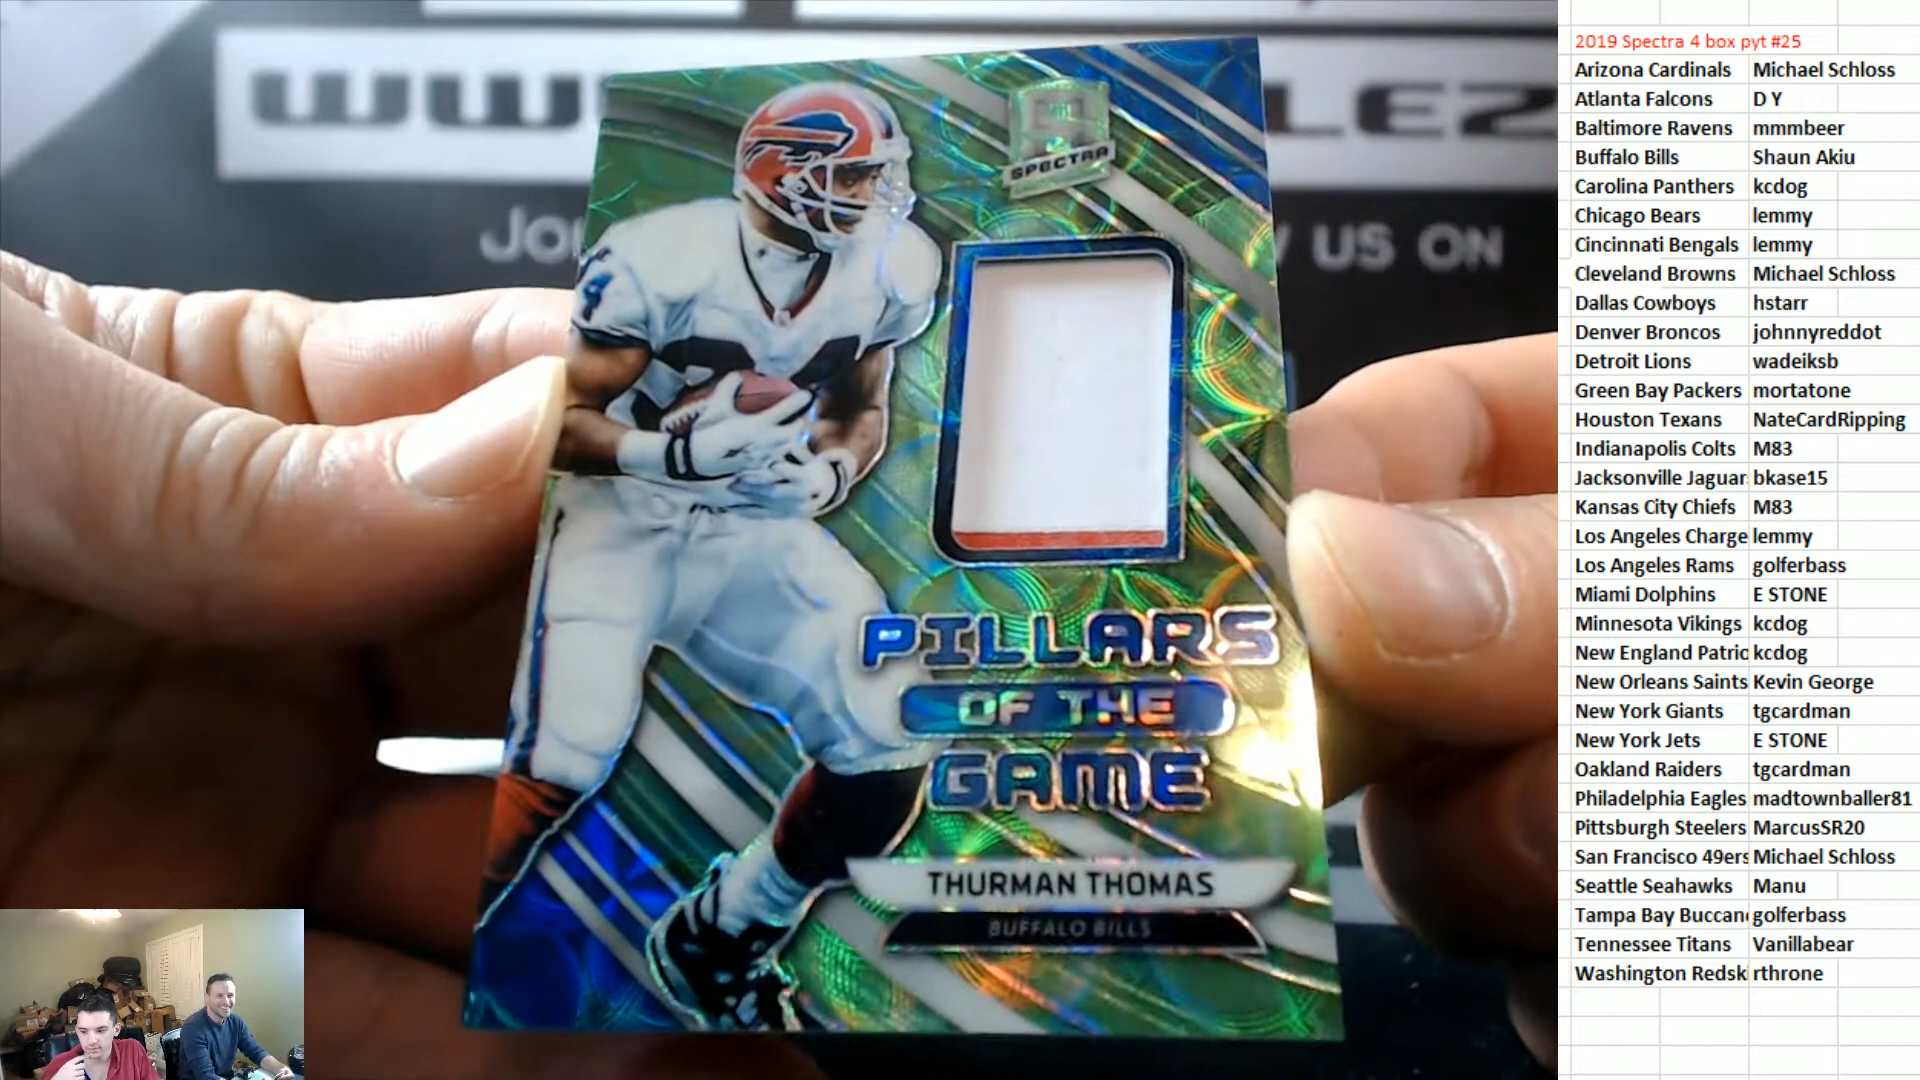 WW LEZ
JOI US ON
SPECTRA
PILLARS
OF THE
GAME
THURMAN THOMAS
BUFFALO BILLS
2019 Spectra 4 box pyt #25
Arizona Cardinals Michael Schloss
Atlanta Falcons D Y
Baltimore Ravens mmmbeer
Buffalo Bills Shaun Akiu
Carolina Panthers kcdog
Chicago Bears lemmy
Cincinnati Bengals lemmy
Cleveland Browns Michael Schloss
Dallas Cowboys hstarr
Denver Broncos johnnyreddot
Detroit Lions wadeiksb
Green Bay Packers mortatone
Houston Texans NateCardRipping
Indianapolis Colts M83
Jacksonville Jaguar bkase15
Kansas City Chiefs M83
Los Angeles Charge lemmy
Los Angeles Rams golferbass
Miami Dolphins E STONE
Minnesota Vikings kcdog
New England Patrio kcdog
New Orleans Saints Kevin George
New York Giants tgcardman
New York Jets E STONE
Oakland Raiders tgcardman
Philadelphia Eagles madtownballer81
Pittsburgh Steelers MarcusSR20
San Francisco 49ers Michael Schloss
Seattle Seahawks Manu
Tampa Bay Buccan golferbass
Tennessee Titans Vanillabear
Washington Redski rthrone